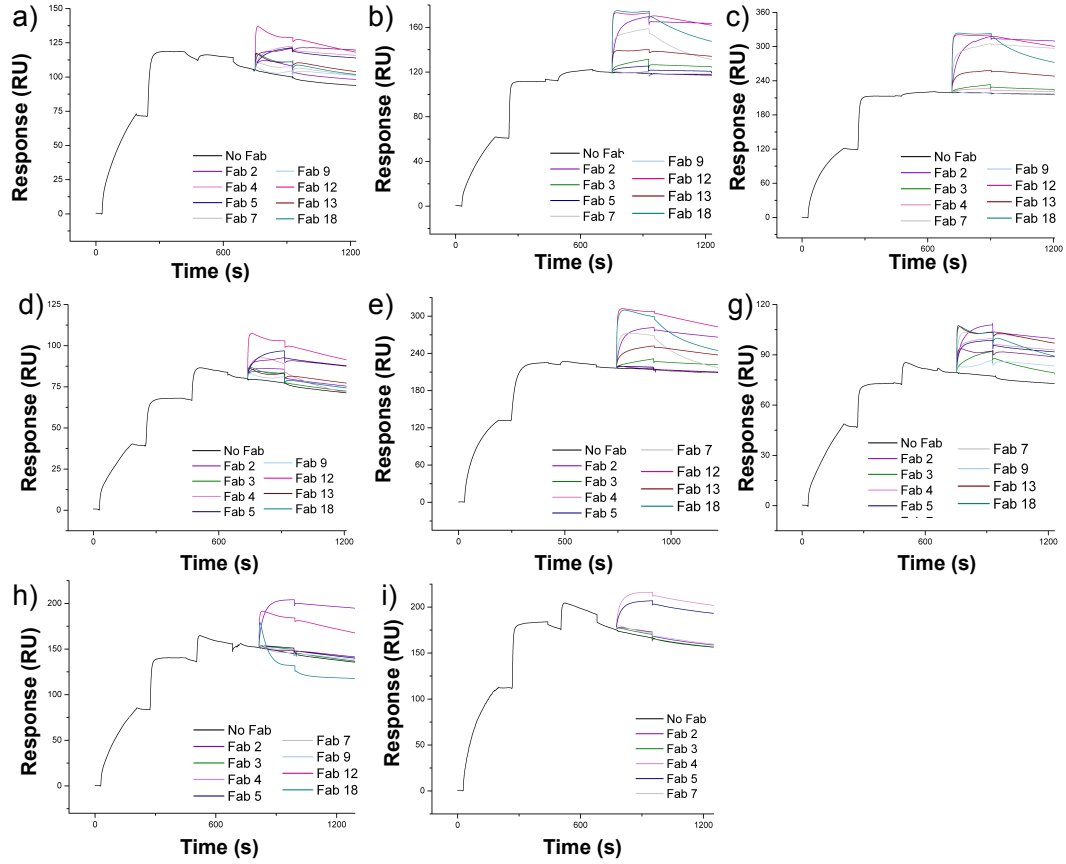 a)
Response (RU)
150
125
100
75
50
25
0
0
600
1200
Time (s)
No Fab
Fab 2
Fab 4
Fab 5
Fab 7
Fab 9
Fab 12
Fab 13
Fab 18
b)
Response (RU)
160
120
80
40
0
0
600
1200
Time (s)
No Fab
Fab 2
Fab 3
Fab 5
Fab 7
Fab 9
Fab 12
Fab 13
Fab 18
c)
Response (RU)
360
300
240
180
120
60
0
0
600
1200
Time (s)
No Fab
Fab 2
Fab 3
Fab 4
Fab 7
Fab 9
Fab 12
Fab 13
Fab 18
d)
Response (RU)
125
100
75
50
25
0
0
600
1200
Time (s)
No Fab
Fab 2
Fab 3
Fab 4
Fab 5
Fab 9
Fab 12
Fab 13
Fab 18
e)
Response (RU)
300
240
180
120
60
0
0
500
1000
Time (s)
No Fab
Fab 2
Fab 3
Fab 4
Fab 5
Fab 7
Fab 12
Fab 13
Fab 18
g)
Response (RU)
120
90
60
30
0
0
600
1200
Time (s)
No Fab
Fab 2
Fab 3
Fab 4
Fab 5
Fab 7
Fab 9
Fab 13
Fab 18
h)
Response (RU)
200
150
100
50
0
0
600
1200
Time (s)
No Fab
Fab 2
Fab 3
Fab 4
Fab 5
Fab 7
Fab 9
Fab 12
Fab 18
i)
Response (RU)
200
150
100
50
0
0
600
1200
Time (s)
No Fab
Fab 2
Fab 3
Fab 4
Fab 5
Fab 7